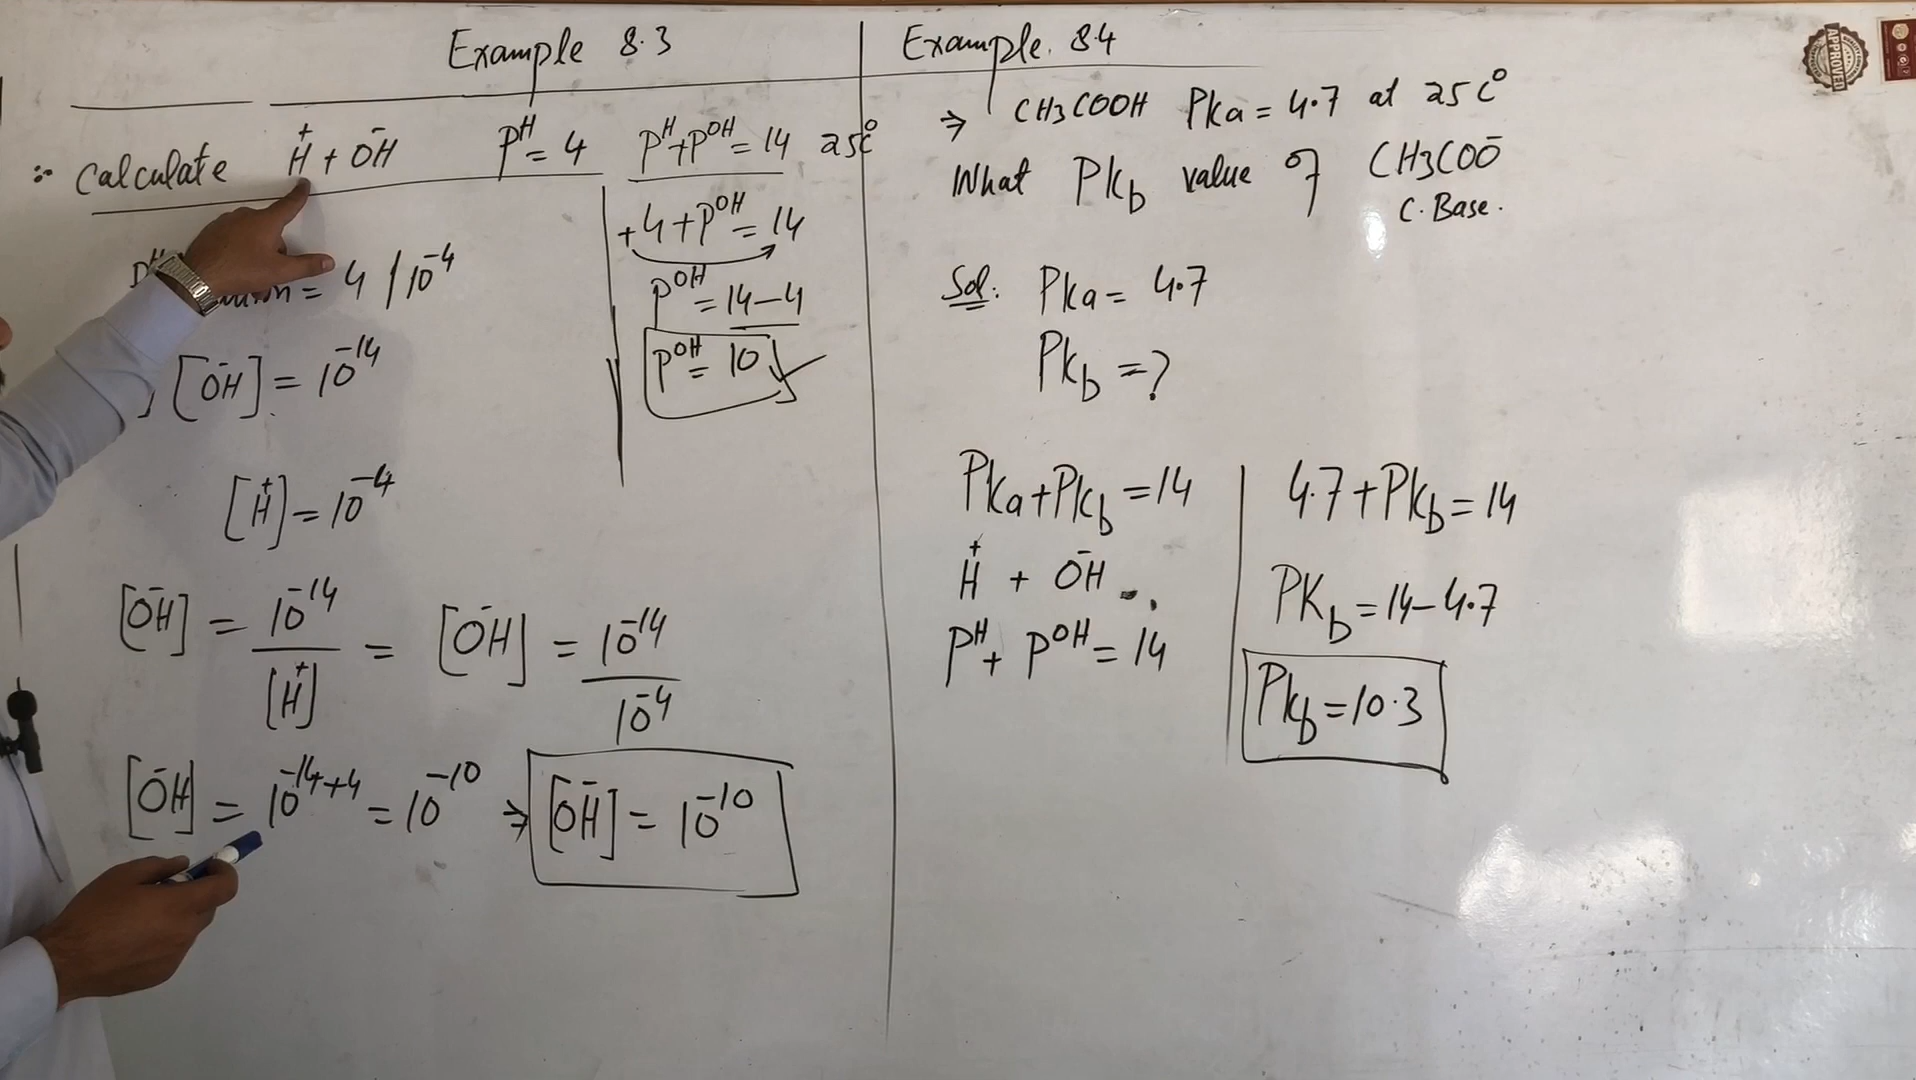 Example 8.3
∴ Calculate H⁺ + OH⁻ Pᴴ = 4 Pᴴ+Pᴼᴴ = 14 25C°
+4+Pᴼᴴ = 14
Pᴼᴴ = 14−4
Pᴼᴴ = 10
= 4 / 10⁻⁴
[OH⁻] = 10⁻¹⁴
[H⁺] = 10⁻⁴
[OH⁻] = 10⁻¹⁴ / [H⁺] = [OH⁻] = 10⁻¹⁴ / 10⁻⁴
[OH⁻] = 10⁻¹⁴⁺⁴ = 10⁻¹⁰ ⇒ [OH⁻] = 10⁻¹⁰
Example. 8.4
⇒ CH3COOH Pka = 4.7 at 25C°
What Pkb value of CH3COO⁻
C. Base.
Sol: Pka = 4.7
Pkb = ?
Pka+Pkb = 14
H⁺ + OH⁻
Pᴴ + Pᴼᴴ = 14
4.7+Pkb = 14
PKb = 14−4.7
Pkb = 10.3
APPROVED